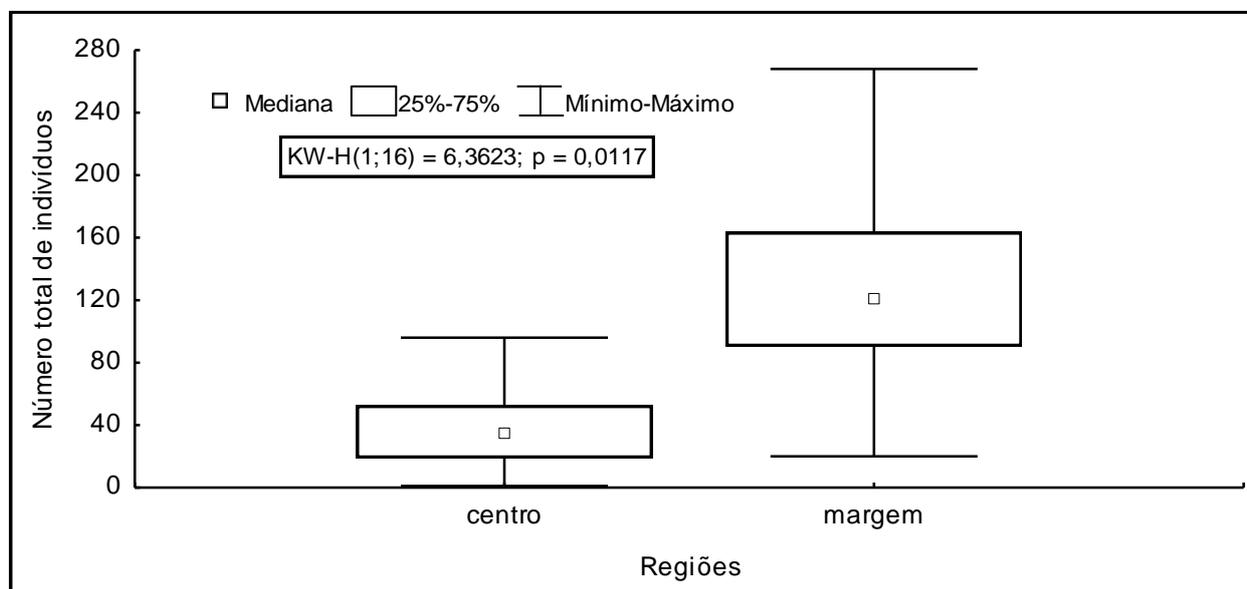 280
240
200
160
120
80
40
0
Número total de indivíduos
Mediana 25%-75% Mínimo-Máximo
KW-H(1;16) = 6,3623; p = 0,0117
centro margem
Regiões